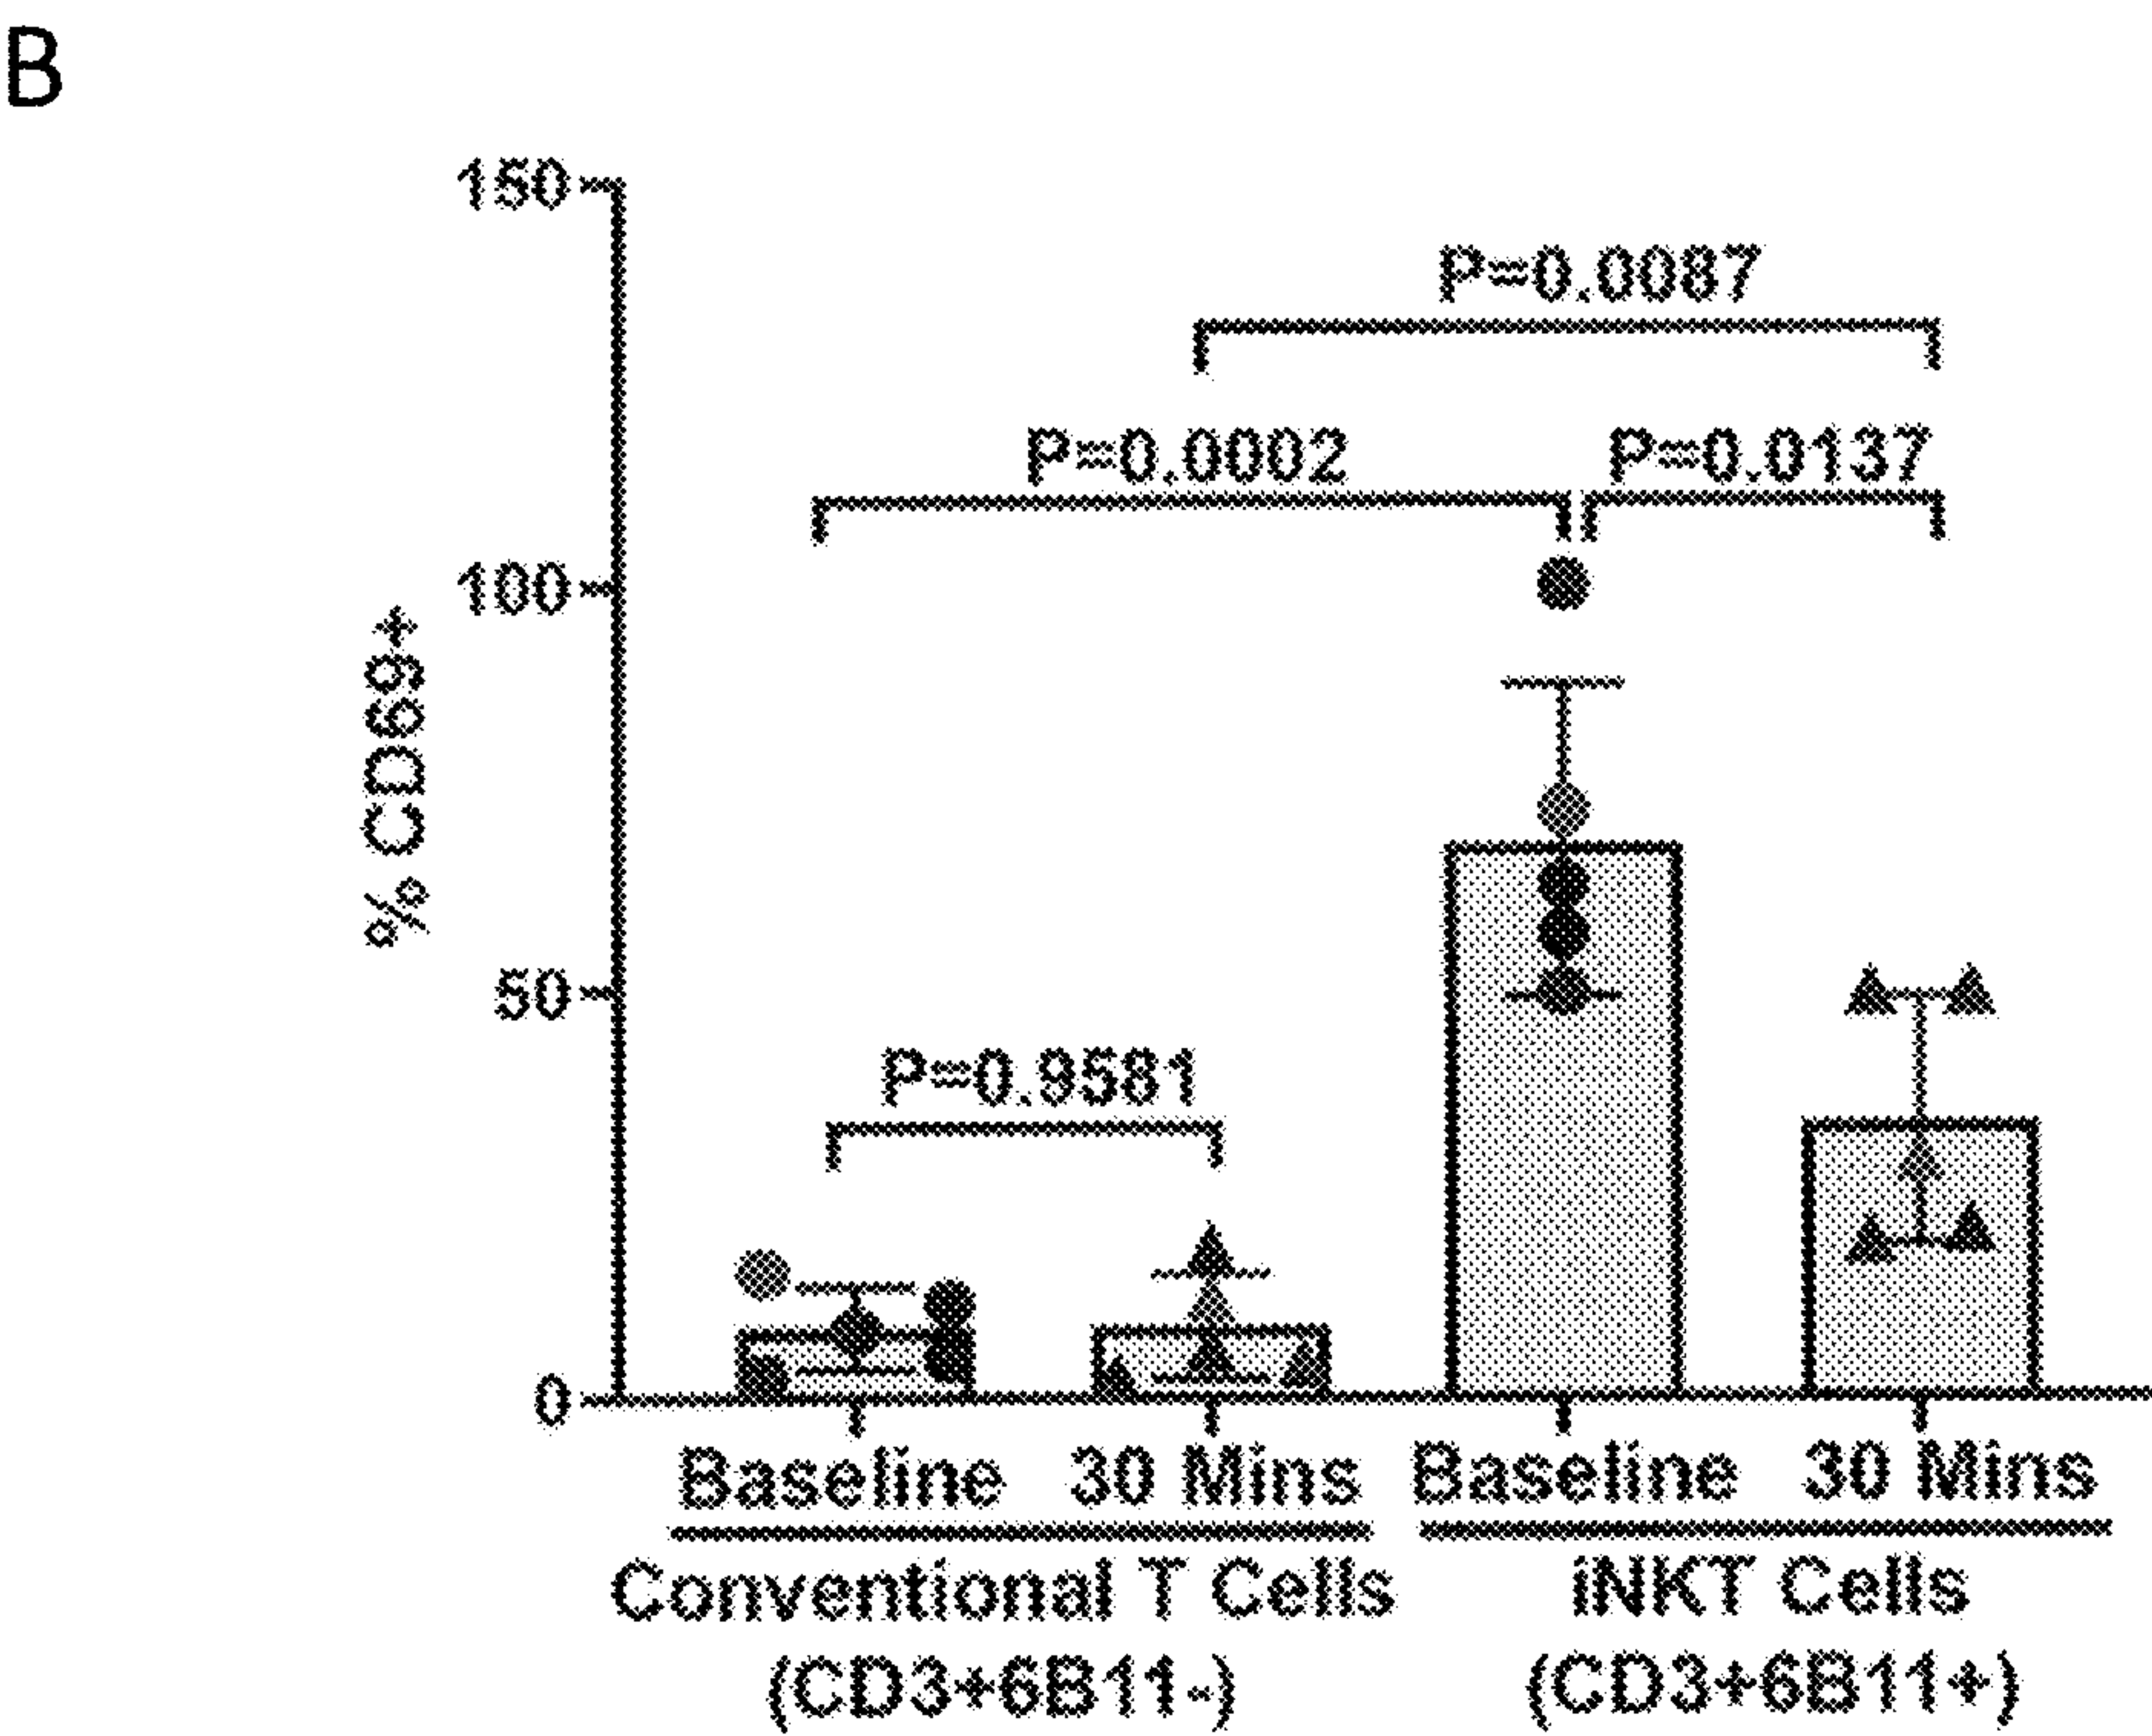 B
150
P=0.0087
P=0.0002 P=0.0137
100
% CD69+
50
P=0.9581
0
Baseline 30 Mins Baseline 30 Mins
Conventional T Cells iNKT Cells
(CD3+6B11-) (CD3+6B11+)